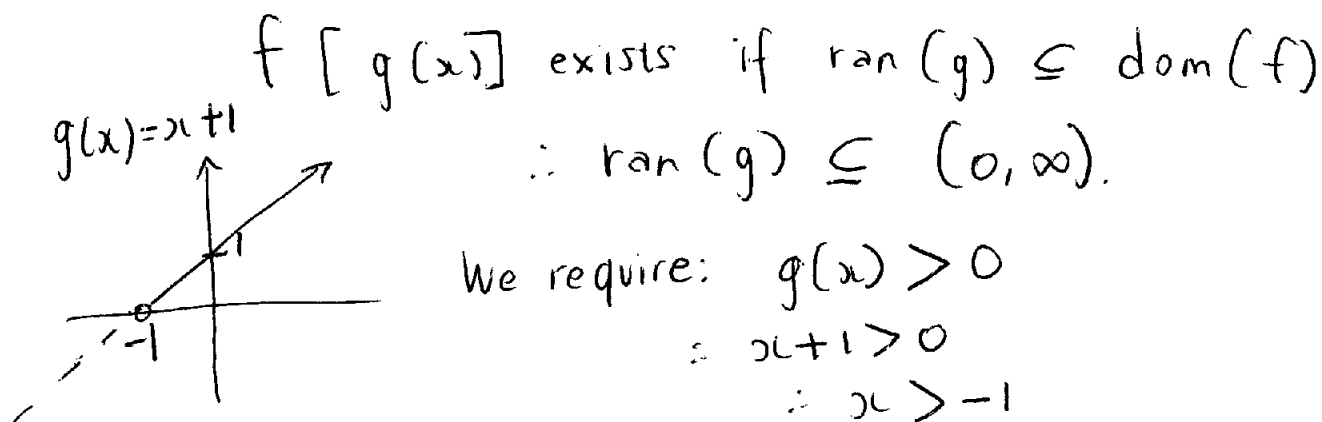 f [g(x)] exists if ran (g) ⊆ dom (f)
g(x)=x+1
∴ ran (g) ⊆ (0, ∞).
1
We require: g(x) > 0
-1
∴ x+1>0
∴ x > -1